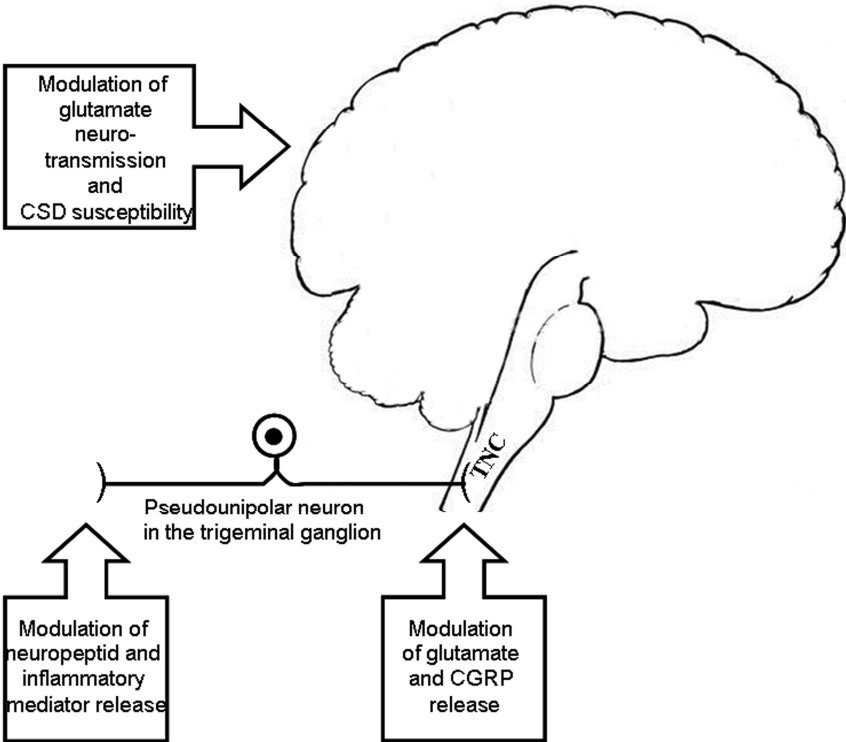 Modulation of
glutamate
neuro-
transmission
and
CSD susceptibility
TNC
Pseudounipolar neuron
in the trigeminal ganglion
Modulation of
neuropeptid and
inflammatory
mediator release
Modulation
of glutamate
and CGRP
release